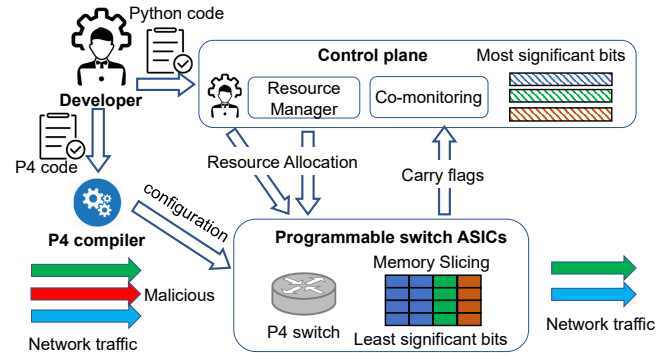 Python code
Control plane
Most significant bits
Developer
Resource
Manager
Co-monitoring
P4 code
Resource Allocation
Carry flags
configuration
P4 compiler
Programmable switch ASICs
Memory Slicing
Malicious
P4 switch
Least significant bits
Network traffic
Network traffic